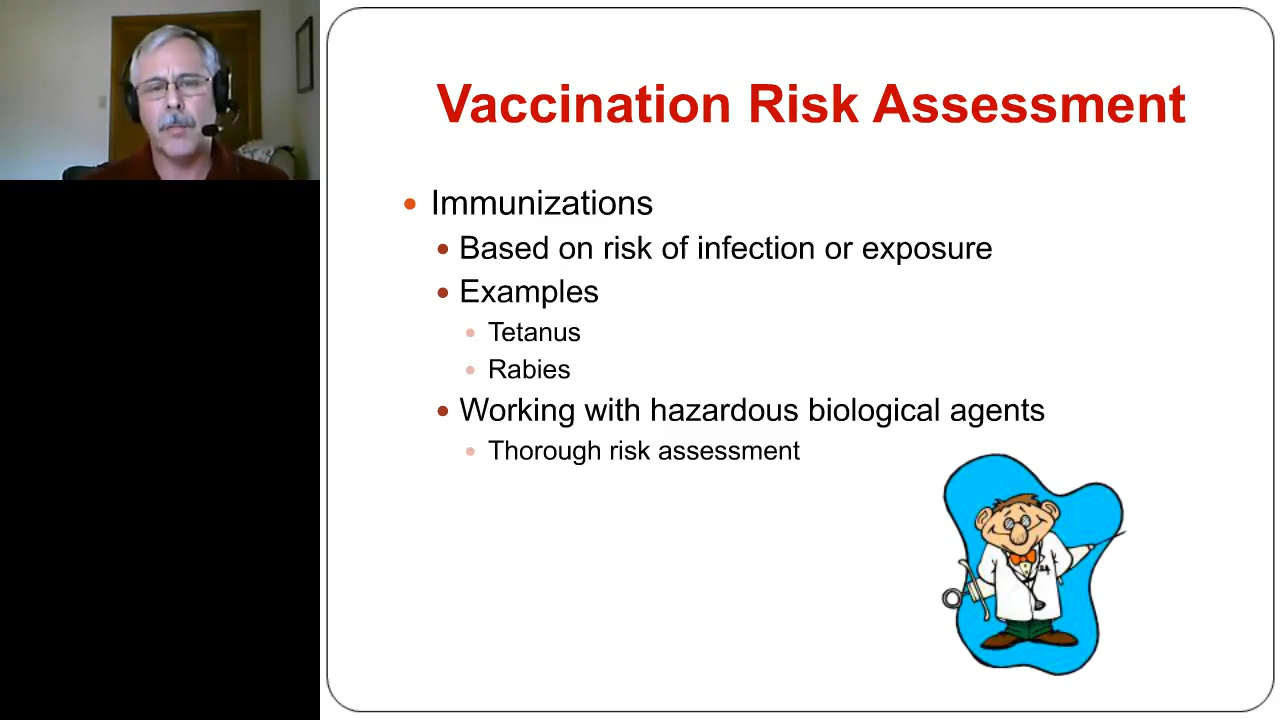 Vaccination Risk Assessment
Immunizations
Based on risk of infection or exposure
Examples
Tetanus
Rabies
Working with hazardous biological agents
Thorough risk assessment